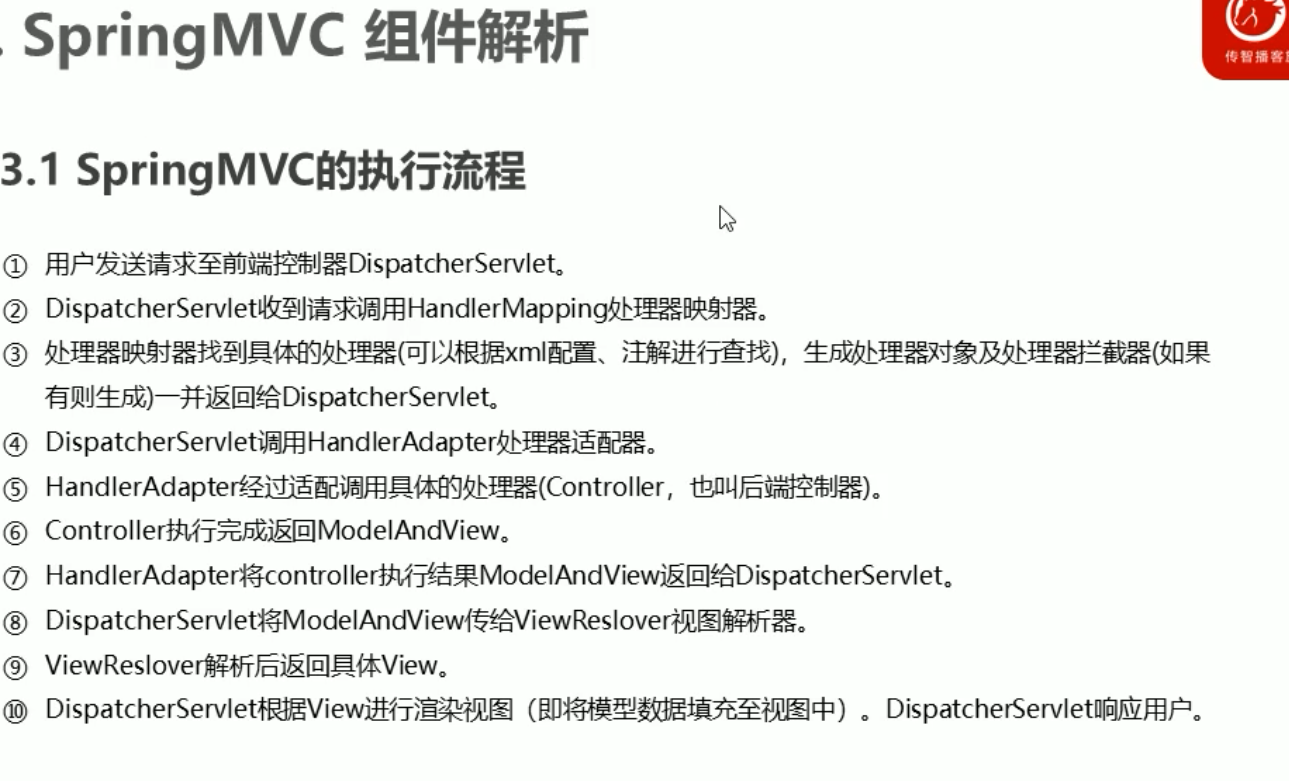 . SpringMVC 组件解析
传智播客
3.1 SpringMVC的执行流程
① 用户发送请求至前端控制器DispatcherServlet。
② DispatcherServlet收到请求调用HandlerMapping处理器映射器。
③ 处理器映射器找到具体的处理器(可以根据xml配置、注解进行查找)，生成处理器对象及处理器拦截器(如果
有则生成)一并返回给DispatcherServlet。
④ DispatcherServlet调用HandlerAdapter处理器适配器。
⑤ HandlerAdapter经过适配调用具体的处理器(Controller，也叫后端控制器)。
⑥ Controller执行完成返回ModelAndView。
⑦ HandlerAdapter将controller执行结果ModelAndView返回给DispatcherServlet。
⑧ DispatcherServlet将ModelAndView传给ViewReslover视图解析器。
⑨ ViewReslover解析后返回具体View。
⑩ DispatcherServlet根据View进行渲染视图（即将模型数据填充至视图中）。DispatcherServlet响应用户。